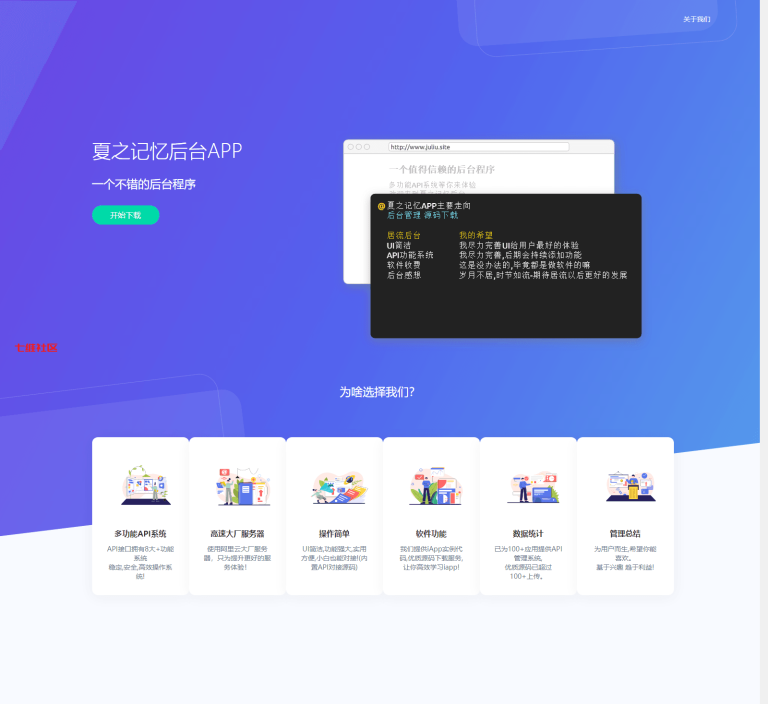 关于我们
夏之记忆后台APP
一个不错的后台程序
开始下载
http://www.juliu.site
一个值得信赖的后台程序
多功能API系统等你来体验
@夏之记忆APP主要走向
后台管理 源码下载
居流后台 我的希望
UI简洁 我尽力完善UI给用户最好的体验
API功能系统 我尽力完善,后期会持续添加功能
软件收费 这是没办法的,毕竟都是做软件的嘛
后台感想 岁月不居,时节如流-期待居流以后更好的发展
为啥选择我们?
多功能API系统
API接口拥有8大+功能
系统
稳定,安全,高效操作系
统!
高速大厂服务器
使用阿里云大厂服务
器，只为提升更好的服
务体验!
操作简单
UI简洁,功能强大,实用
方便,小白也能对接!(内
置API对接源码)
软件功能
我们提供iApp实例代
码,优质源码下载服务,
让你高效学习iapp!
数据统计
已为100+应用提供API
管理系统,
优质源码已超过
100+上传。
管理总结
为用户而生,希望你能
喜欢。
基于兴趣 趋于利益!